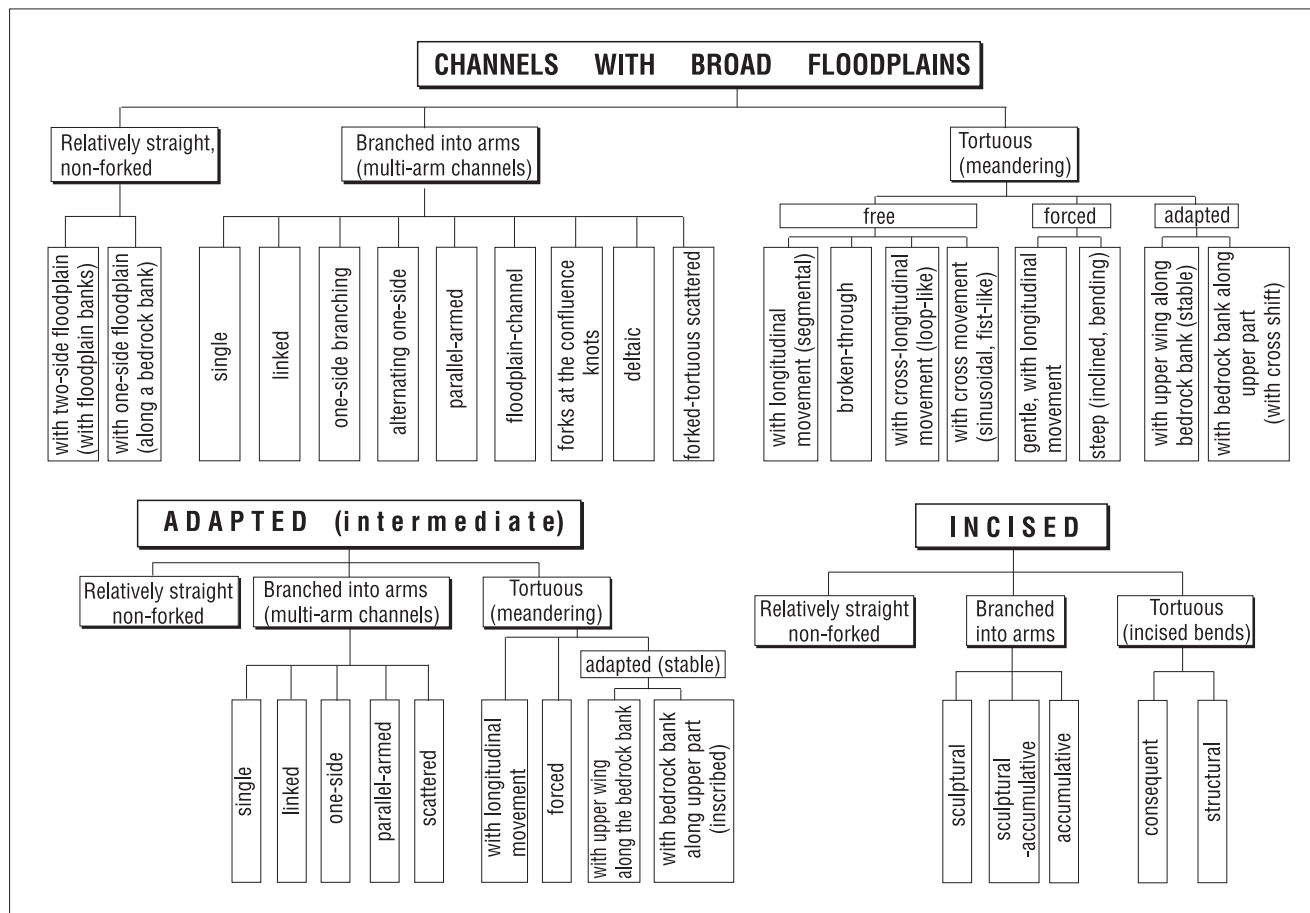 CHANNELS WITH BROAD FLOODPLAINS
Relatively straight,
non-forked
Branched into arms
(multi-arm channels)
Tortuous
(meandering)
free
forced
adapted
with two-side floodplain
(with floodplain banks)
with one-side floodplain
(along a bedrock bank)
single
linked
one-side branching
alternating one-side
parallel-armed
floodplain-channel
forks at the confluence
knots
deltaic
forked-tortuous scattered
with longitudinal
movement (segmental)
broken-through
with cross-longitudinal
movement (loop-like)
with cross movement
(sinusoidal, fist-like)
gentle, with longitudinal
movement
steep (inclined, bending)
with upper wing along
bedrock bank (stable)
with bedrock bank along
upper part
(with cross shift)
ADAPTED (intermediate)
Relatively straight
non-forked
Branched into arms
(multi-arm channels)
Tortuous
(meandering)
adapted (stable)
single
linked
one-side
parallel-armed
scattered
with longitudinal
movement
forced
with upper wing
along the bedrock bank
with bedrock bank
along upper part
(inscribed)
INCISED
Relatively straight
non-forked
Branched
into arms
Tortuous
(incised bends)
sculptural
sculptural
-accumulative
accumulative
consequent
structural